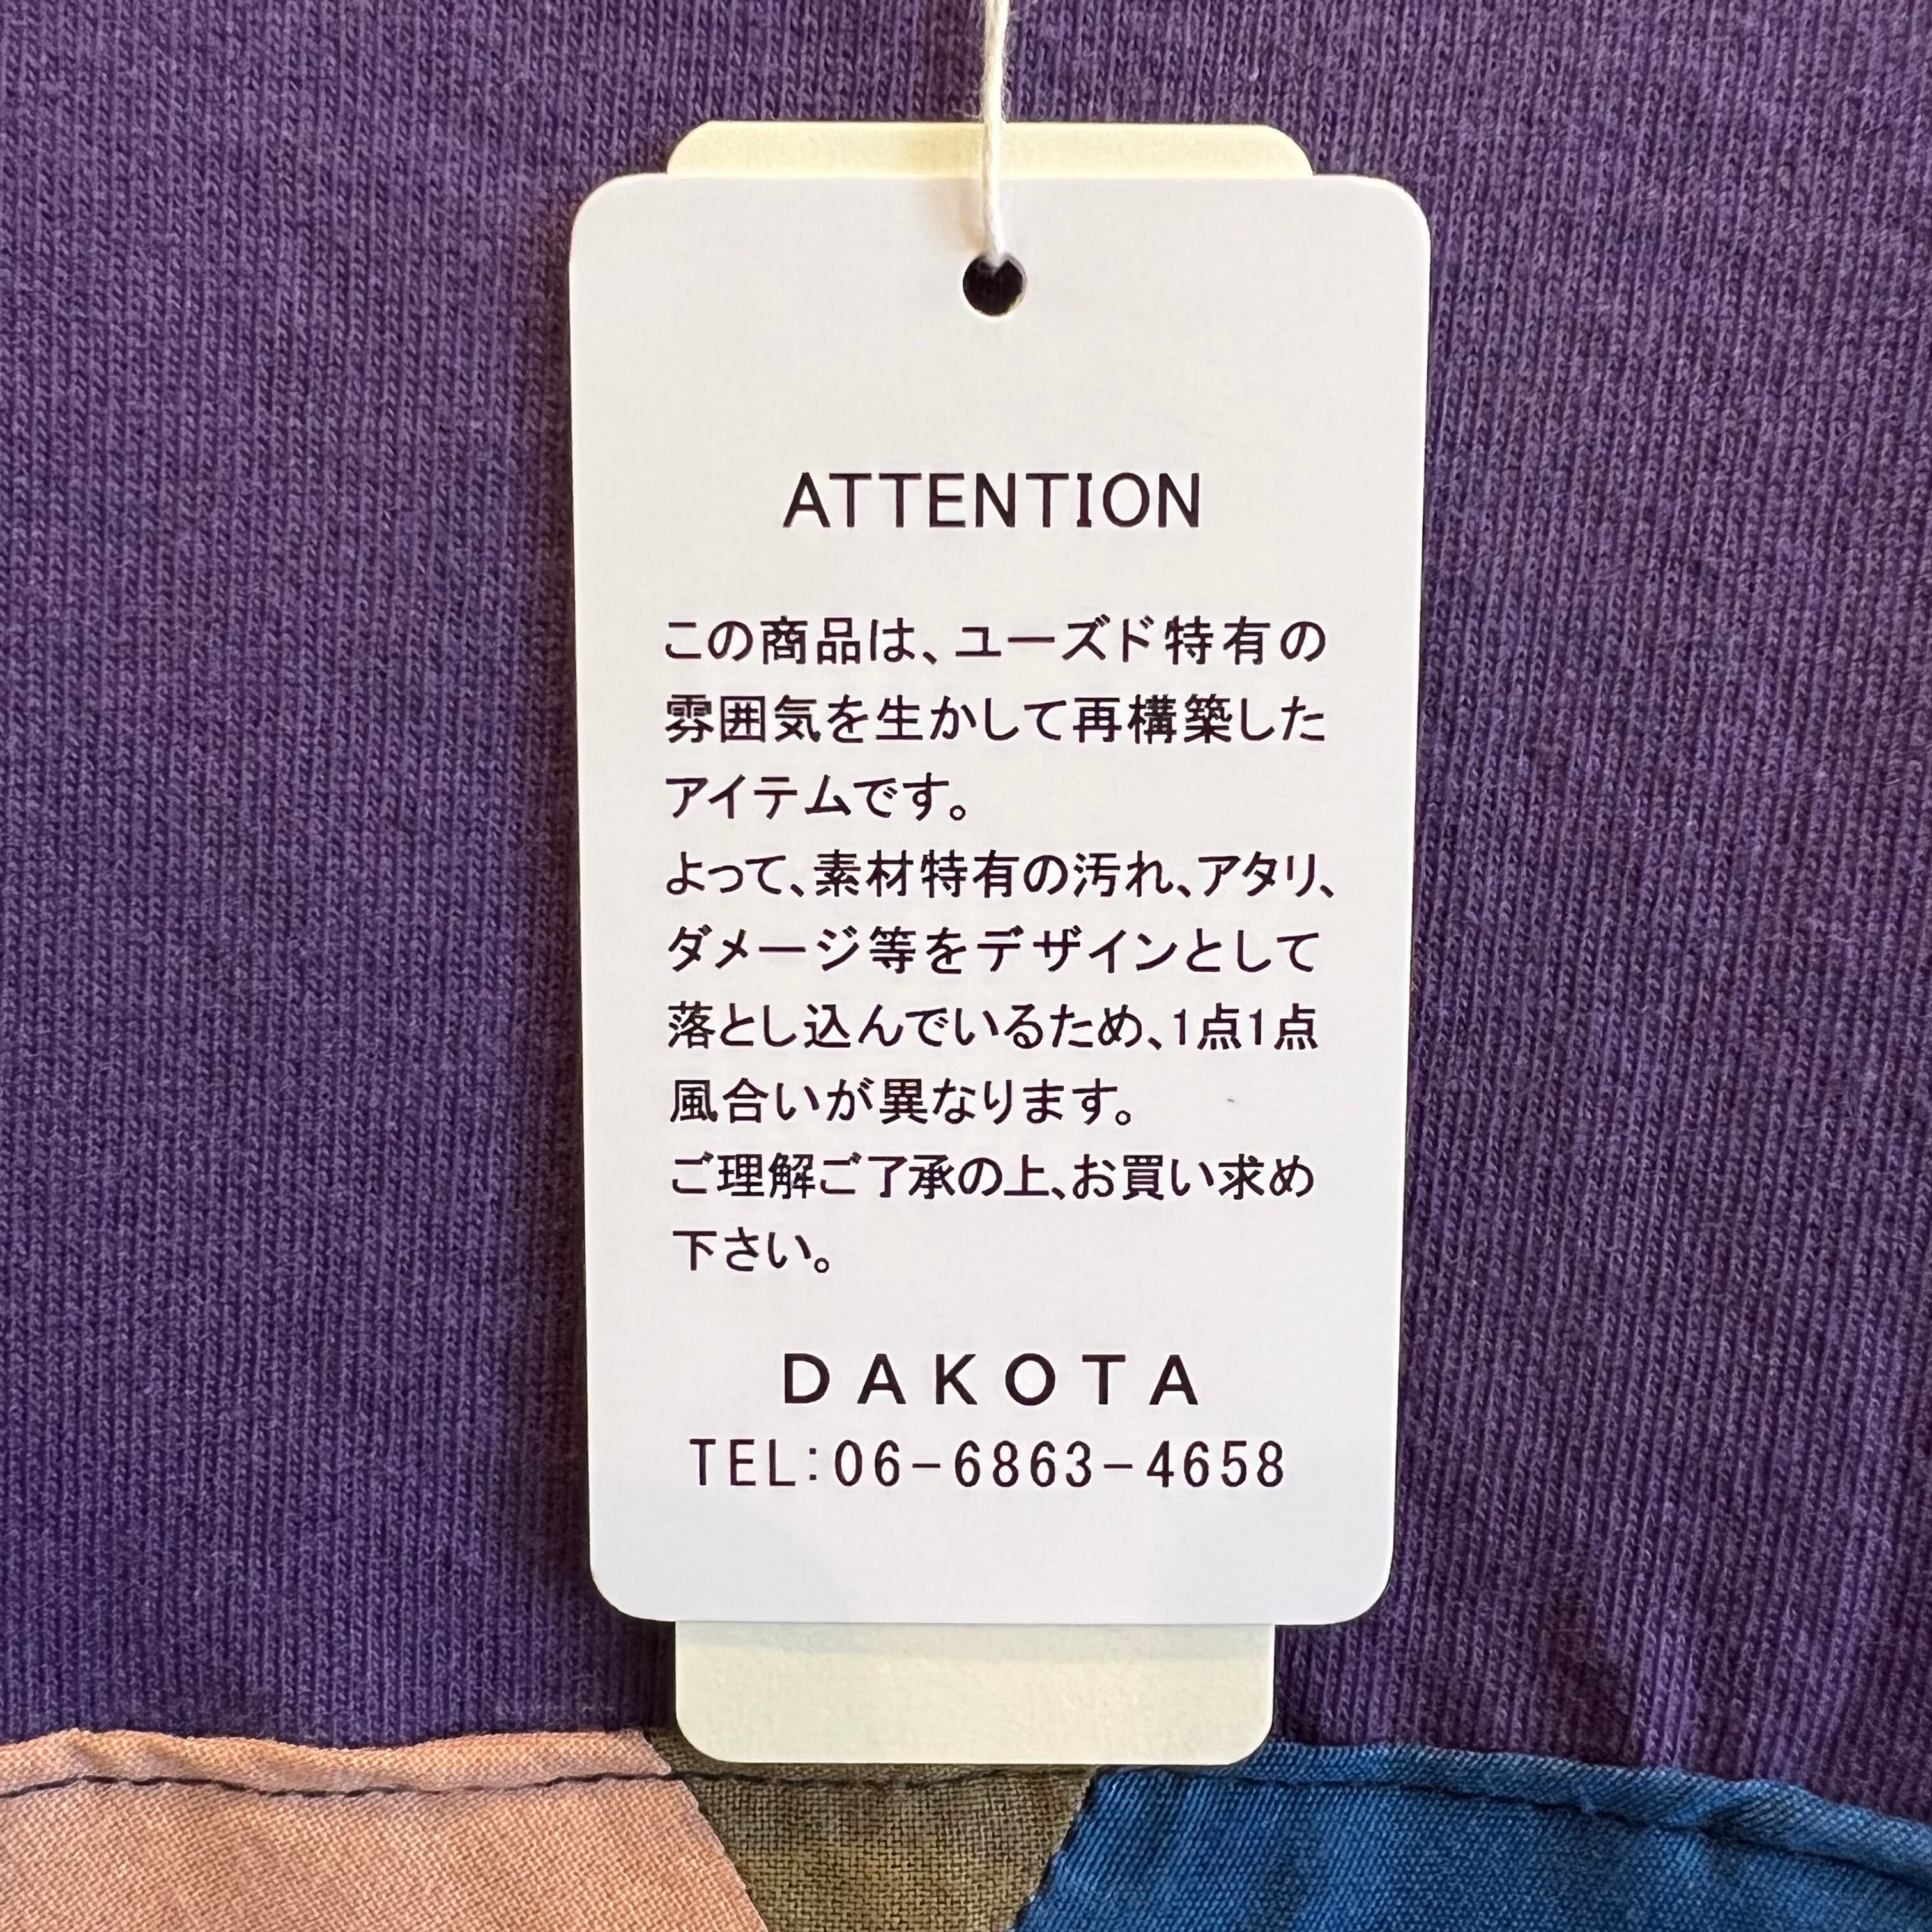 ATTENTION
この商品は、ユーズド特有の
雰囲気を生かして再構築した
アイテムです。
よって、素材特有の汚れ、アタリ、
ダメージ等をデザインとして
落とし込んでいるため、1点1点
風合いが異なります。
ご理解ご了承の上、お買い求め
下さい。
DAKOTA
TEL:06-6863-4658